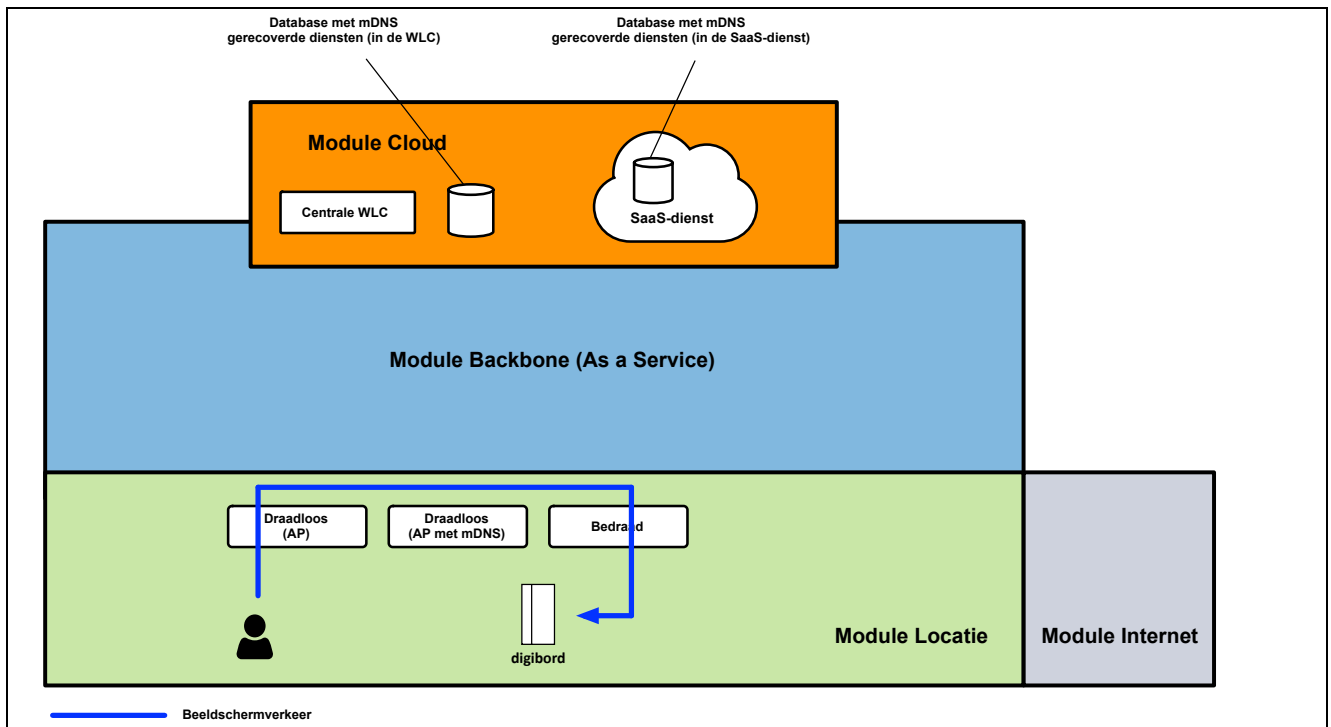 Database met mDNS
gerecoverde diensten (in de WLC)
Database met mDNS
gerecoverde diensten (in de SaaS-dienst)
Module Cloud
Centrale WLC
SaaS-dienst
Module Backbone (As a Service)
Draadloos
(AP)
Draadloos
(AP met mDNS)
Bedraad
digibord
Module Locatie
Module Internet
Beeldschermverkeer